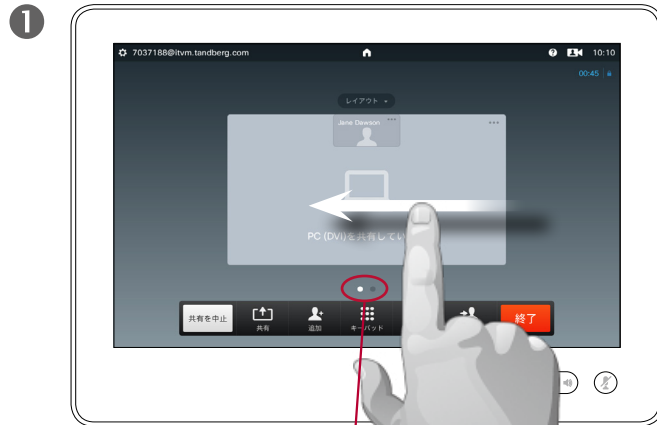 1
7037188@itvm.tandberg.com
? 10:10
00:45
レイアウト
Jane Dawson
PC (DVI)を共有してい
共有を中止 共有 追加 キーパッド 終了